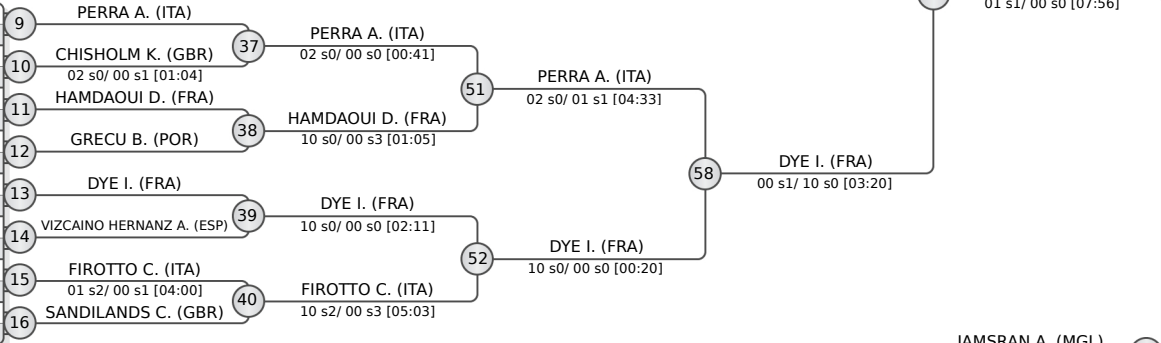 01 s1/ 00 s0 [07:56]
9
PERRA A. (ITA)
10
CHISHOLM K. (GBR)
02 s0/ 00 s1 [01:04]
37
PERRA A. (ITA)
02 s0/ 00 s0 [00:41]
11
HAMDAOUI D. (FRA)
12
GRECU B. (POR)
38
HAMDAOUI D. (FRA)
10 s0/ 00 s3 [01:05]
51
PERRA A. (ITA)
02 s0/ 01 s1 [04:33]
13
DYE I. (FRA)
14
VIZCAINO HERNANZ A. (ESP)
39
DYE I. (FRA)
10 s0/ 00 s0 [02:11]
15
FIROTTO C. (ITA)
01 s2/ 00 s1 [04:00]
16
SANDILANDS C. (GBR)
40
FIROTTO C. (ITA)
10 s2/ 00 s3 [05:03]
52
DYE I. (FRA)
10 s0/ 00 s0 [00:20]
58
DYE I. (FRA)
00 s1/ 10 s0 [03:20]
JAMSRAN A. (MGL)